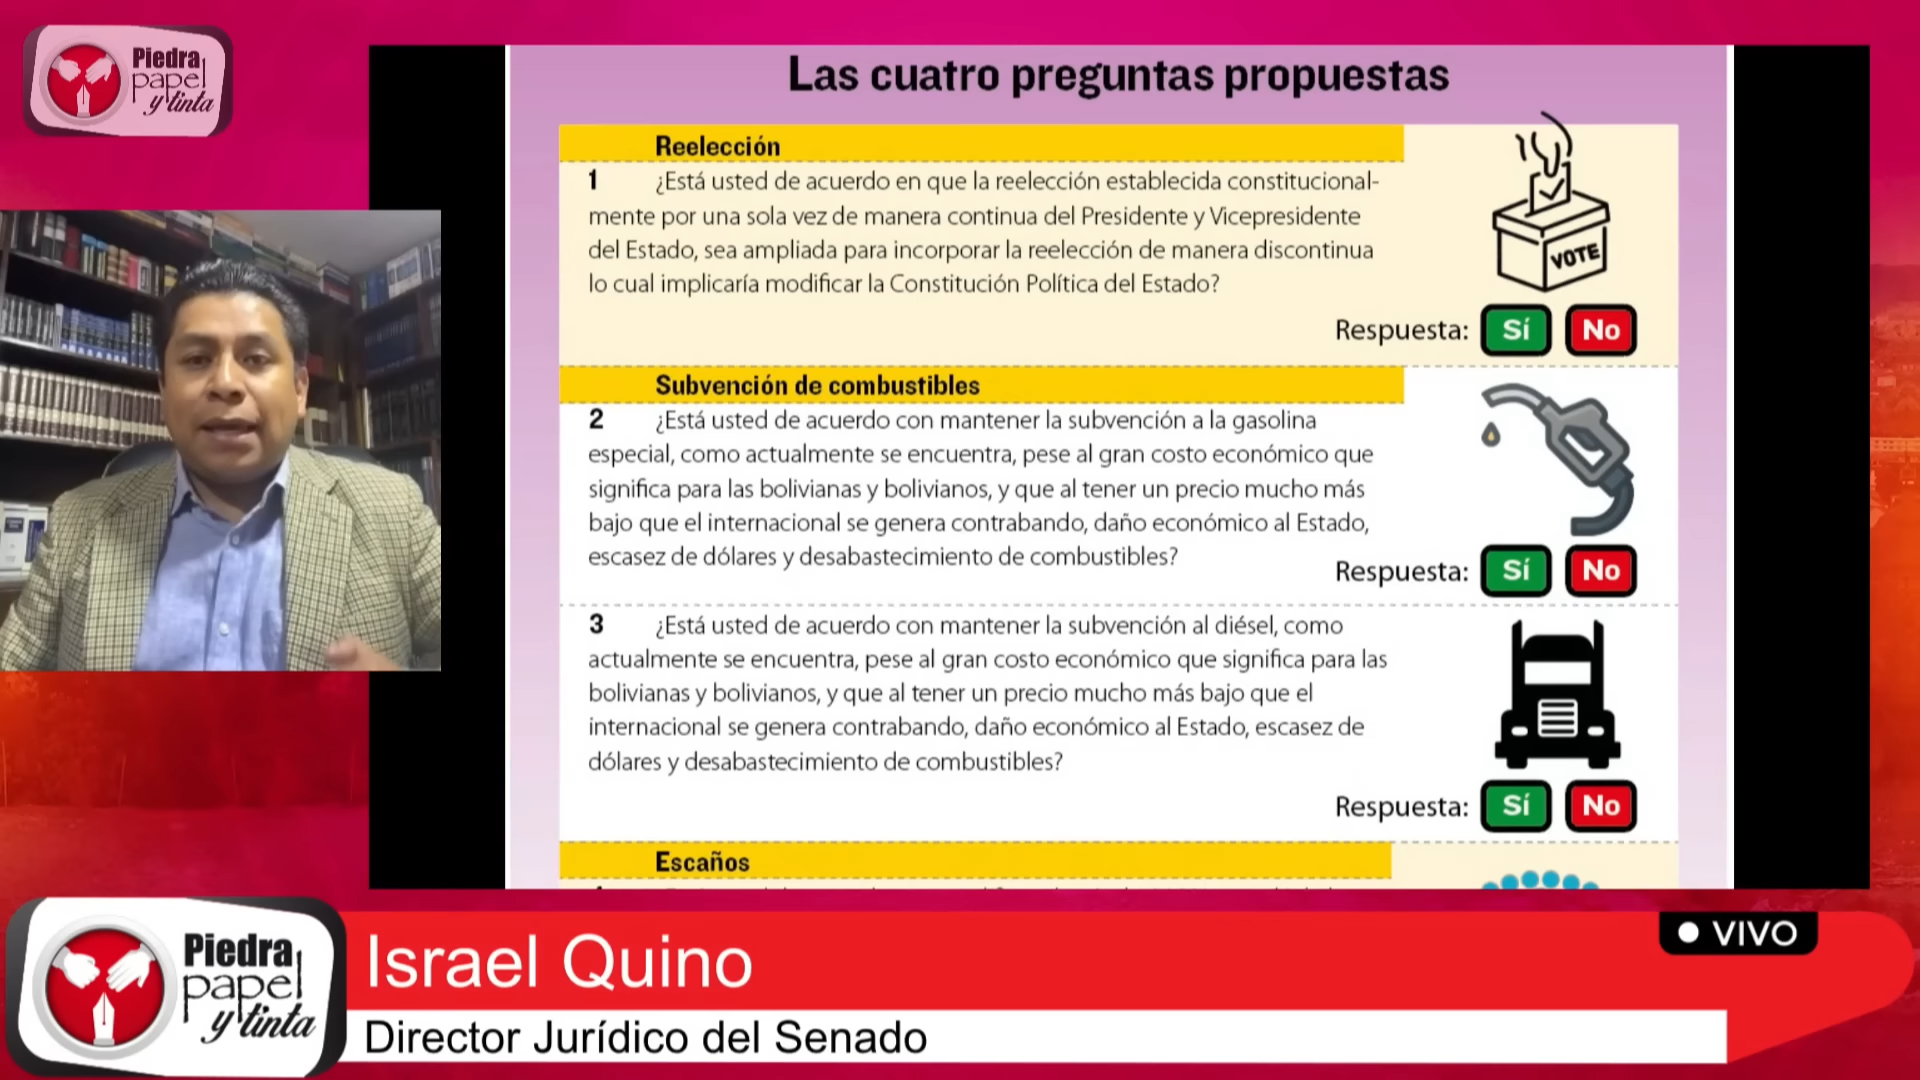 Piedra,
papel
y tinta
Las cuatro preguntas propuestas
Reelección
1 ¿Está usted de acuerdo en que la reelección establecida constitucional-
mente por una sola vez de manera continua del Presidente y Vicepresidente
del Estado, sea ampliada para incorporar la reelección de manera discontinua
lo cual implicaría modificar la Constitución Política del Estado?
VOTE
Respuesta: Sí No
Subvención de combustibles
2 ¿Está usted de acuerdo con mantener la subvención a la gasolina
especial, como actualmente se encuentra, pese al gran costo económico que
significa para las bolivianas y bolivianos, y que al tener un precio mucho más
bajo que el internacional se genera contrabando, daño económico al Estado,
escasez de dólares y desabastecimiento de combustibles?
Respuesta: Sí No
3 ¿Está usted de acuerdo con mantener la subvención al diésel, como
actualmente se encuentra, pese al gran costo económico que significa para las
bolivianas y bolivianos, y que al tener un precio mucho más bajo que el
internacional se genera contrabando, daño económico al Estado, escasez de
dólares y desabastecimiento de combustibles?
Respuesta: Sí No
Escaños
VIVO
Piedra,
papel
y tinta
Israel Quino
Director Jurídico del Senado